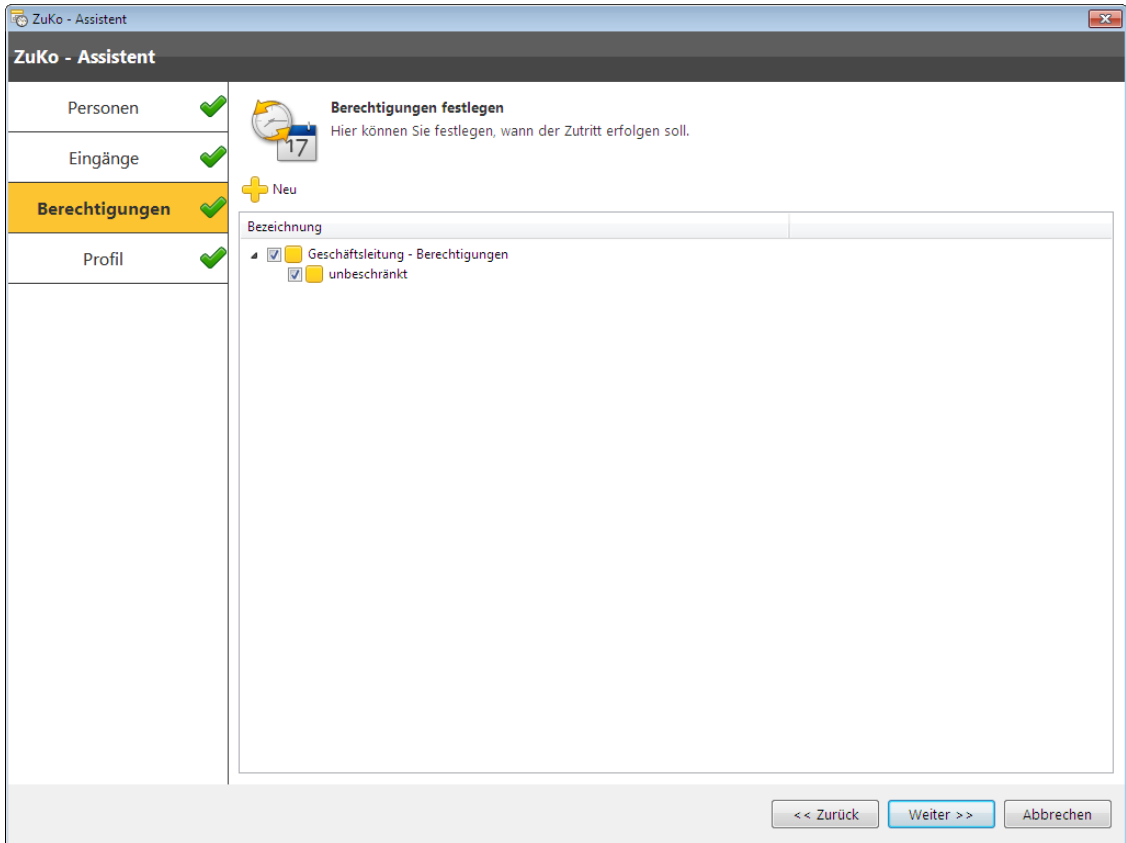 ZuKo - Assistent
ZuKo - Assistent
Personen
Eingänge
Berechtigungen
Profil
17
Berechtigungen festlegen
Hier können Sie festlegen, wann der Zutritt erfolgen soll.
Neu
Bezeichnung
Geschäftsleitung - Berechtigungen
unbeschränkt
<< Zurück
Weiter >>
Abbrechen